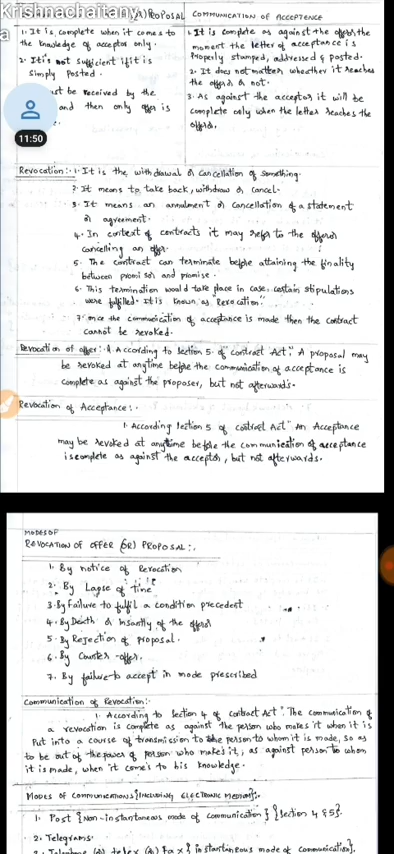 Krishnachaitany
a
(A) PROPOSAL
COMMUNICATION OF ACCEPTENCE
1. It is complete when it comes to
the knowledge of acceptor only.
2. It's not sufficient if it is
Simply Posted.
ust be received by the
and then only offer is
1. It is complete as against the offeror the
moment the letter of acceptance is
Properly stamped, addressed & posted.
2. It does not matter whether it reaches
the offeror or not.
3. As against the acceptor it will be
complete only when the letter reaches the
offeror.
11:50
Revocation:- 1. It is the withdrawal or cancellation of something.
2. It means to take back, withdraw or cancel.
3. It means an annulment or cancellation of a statement
or agreement.
4. In context of contracts it may refer to the offeror
cancelling an offer.
5. The contract can terminate before attaining the finality
between promisor and promise.
6. This termination would take place in case certain stipulations
were fulfilled. It is known as Revocation."
7. once the communication of acceptance is made then the contract
cannot be revoked.
Revocation of offer: 1. According to section 5 of contract Act." A proposal may
be revoked at anytime before the communication of acceptance is
complete as against the proposer, but not afterwards.
Revocation of Acceptance:-
1. According section 5 of contract Act" An Acceptance
may be revoked at anytime before the communication of acceptance
is complete as against the acceptor, but not afterwards.
MODES OF
REVOCATION OF OFFER (OR) PROPOSAL:.
1. By notice of Revocation
2. By Lapse of Time
3. By Failure to fulfil a condition precedent
4. By Death or Insanity of the offeror
5. By Rejection of proposal.
6. By Counter-offer.
7. By failure to accept in mode prescribed
Communication of Revocation:-
1. According to section 4 of contract Act". The communication of
a revocation is complete as against the person who makes it when it is
Put into a course of transmission to the person to whom it is made, so as
to be out of the power of person who makes it, as against person to whom
it is made, when it come's to his knowledge.
MODES OF COMMUNICATIONS {INCLUDING ELECTRONIC MEDIUM}:-
1. Post {Non-instantaneous mode of communication} {section 4 & 5}.
2. Telegrams.
3. Telephone (or) telex (or) Fax {instantaneous mode of communication}.